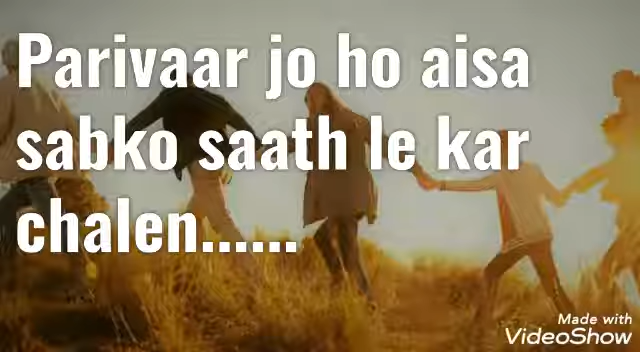 Parivaar jo ho aisa
sabko saath le kar
chalen......
Made with
VideoShow